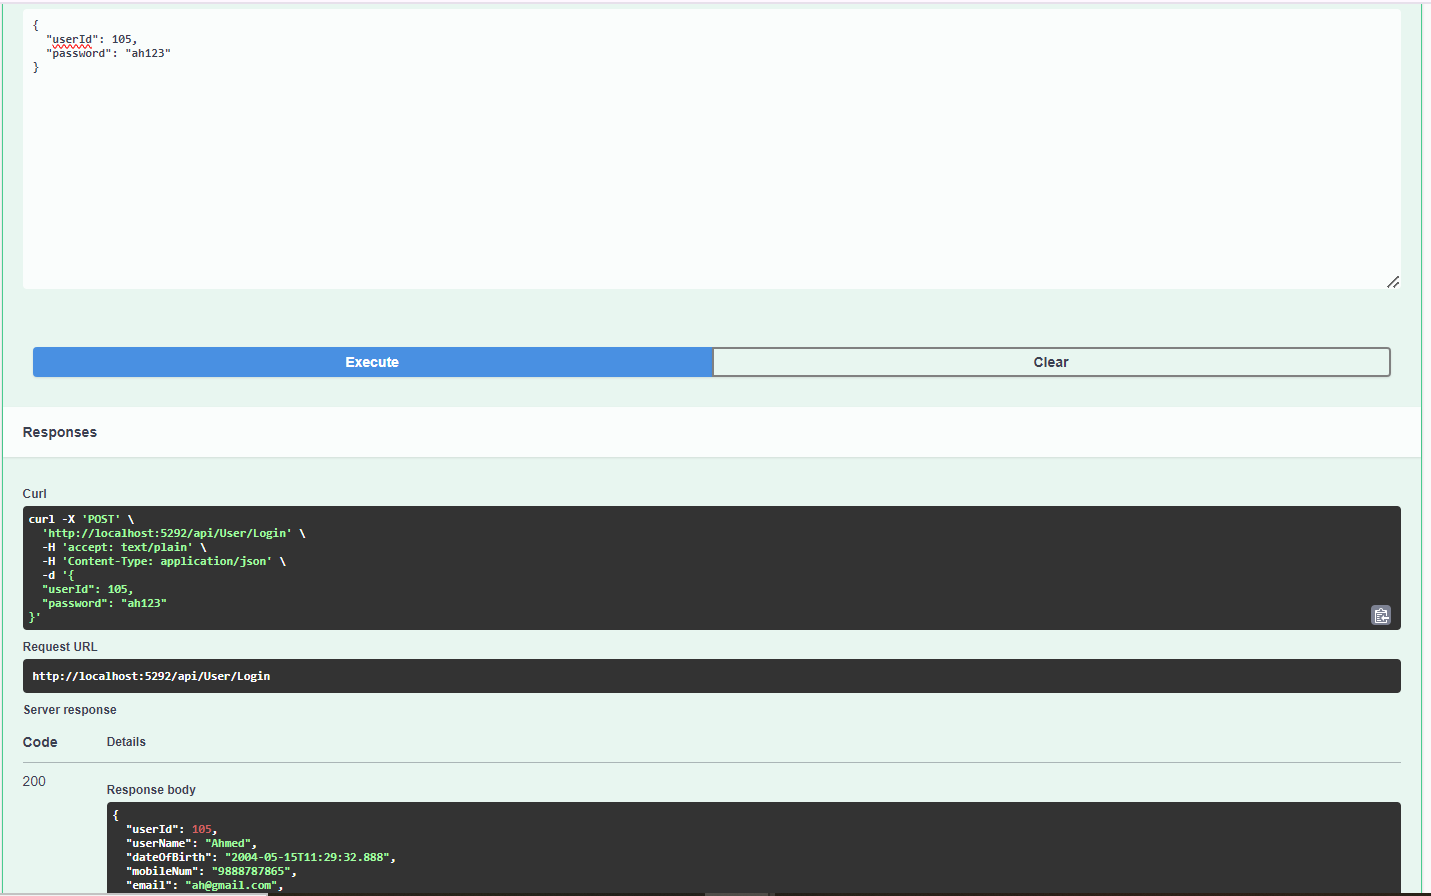 {
  "userId": 105,
  "password": "ah123"
}
Execute
Clear
Responses
Curl
curl -X 'POST' \
  'http://localhost:5292/api/User/Login' \
  -H 'accept: text/plain' \
  -H 'Content-Type: application/json' \
  -d '{
  "userId": 105,
  "password": "ah123"
}'
Request URL
http://localhost:5292/api/User/Login
Server response
Code Details
200
Response body
{
  "userId": 105,
  "userName": "Ahmed",
  "dateOfBirth": "2004-05-15T11:29:32.888",
  "mobileNum": "9888787865",
  "email": "ah@gmail.com",